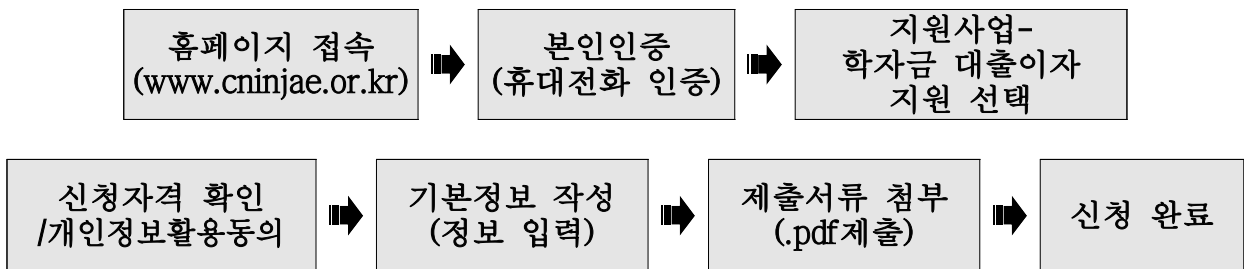 홈페이지 접속
(www.cninjae.or.kr)
본인인증
(휴대전화 인증)
지원사업-
학자금 대출이자
지원 선택
신청자격 확인
/개인정보활용동의
기본정보 작성
(정보 입력)
제출서류 첨부
(.pdf제출)
신청 완료